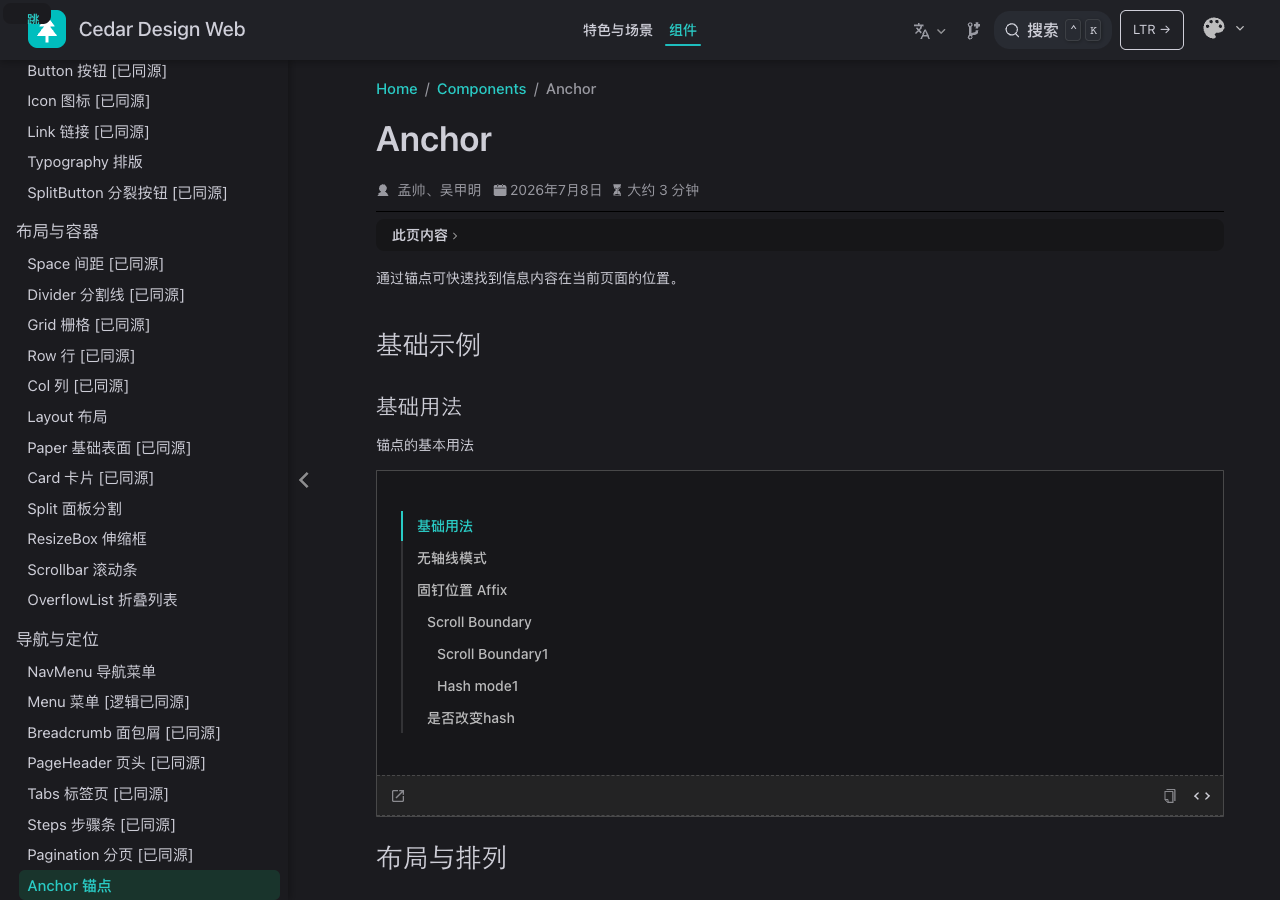 跳
Cedar Design Web
特色与场景
组件
搜索
^
K
LTR →
Button 按钮 [已同源]
Icon 图标 [已同源]
Link 链接 [已同源]
Typography 排版
SplitButton 分裂按钮 [已同源]
布局与容器
Space 间距 [已同源]
Divider 分割线 [已同源]
Grid 栅格 [已同源]
Row 行 [已同源]
Col 列 [已同源]
Layout 布局
Paper 基础表面 [已同源]
Card 卡片 [已同源]
Split 面板分割
ResizeBox 伸缩框
Scrollbar 滚动条
OverflowList 折叠列表
导航与定位
NavMenu 导航菜单
Menu 菜单 [逻辑已同源]
Breadcrumb 面包屑 [已同源]
PageHeader 页头 [已同源]
Tabs 标签页 [已同源]
Steps 步骤条 [已同源]
Pagination 分页 [已同源]
Anchor 锚点
Home / Components / Anchor
Anchor
孟帅、吴甲明 2026年7月8日 大约 3 分钟
此页内容
通过锚点可快速找到信息内容在当前页面的位置。
基础示例
基础用法
锚点的基本用法
基础用法
无轴线模式
固钉位置 Affix
Scroll Boundary
Scroll Boundary1
Hash mode1
是否改变hash
布局与排列